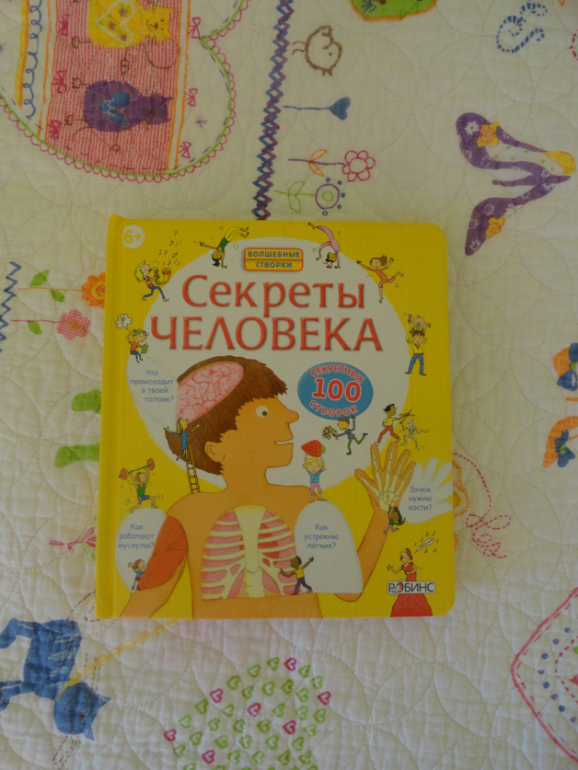 6+
ВОЛШЕБНЫЕ
СТВОРКИ
Секреты
ЧЕЛОВЕКА
СЕКРЕТНЫХ
100
СТВОРОК
Что
происходит
в твоей
голове?
Зачем
нужны
кости?
Как
работают
мускулы?
Как
устроены
лёгкие?
РОБИНС